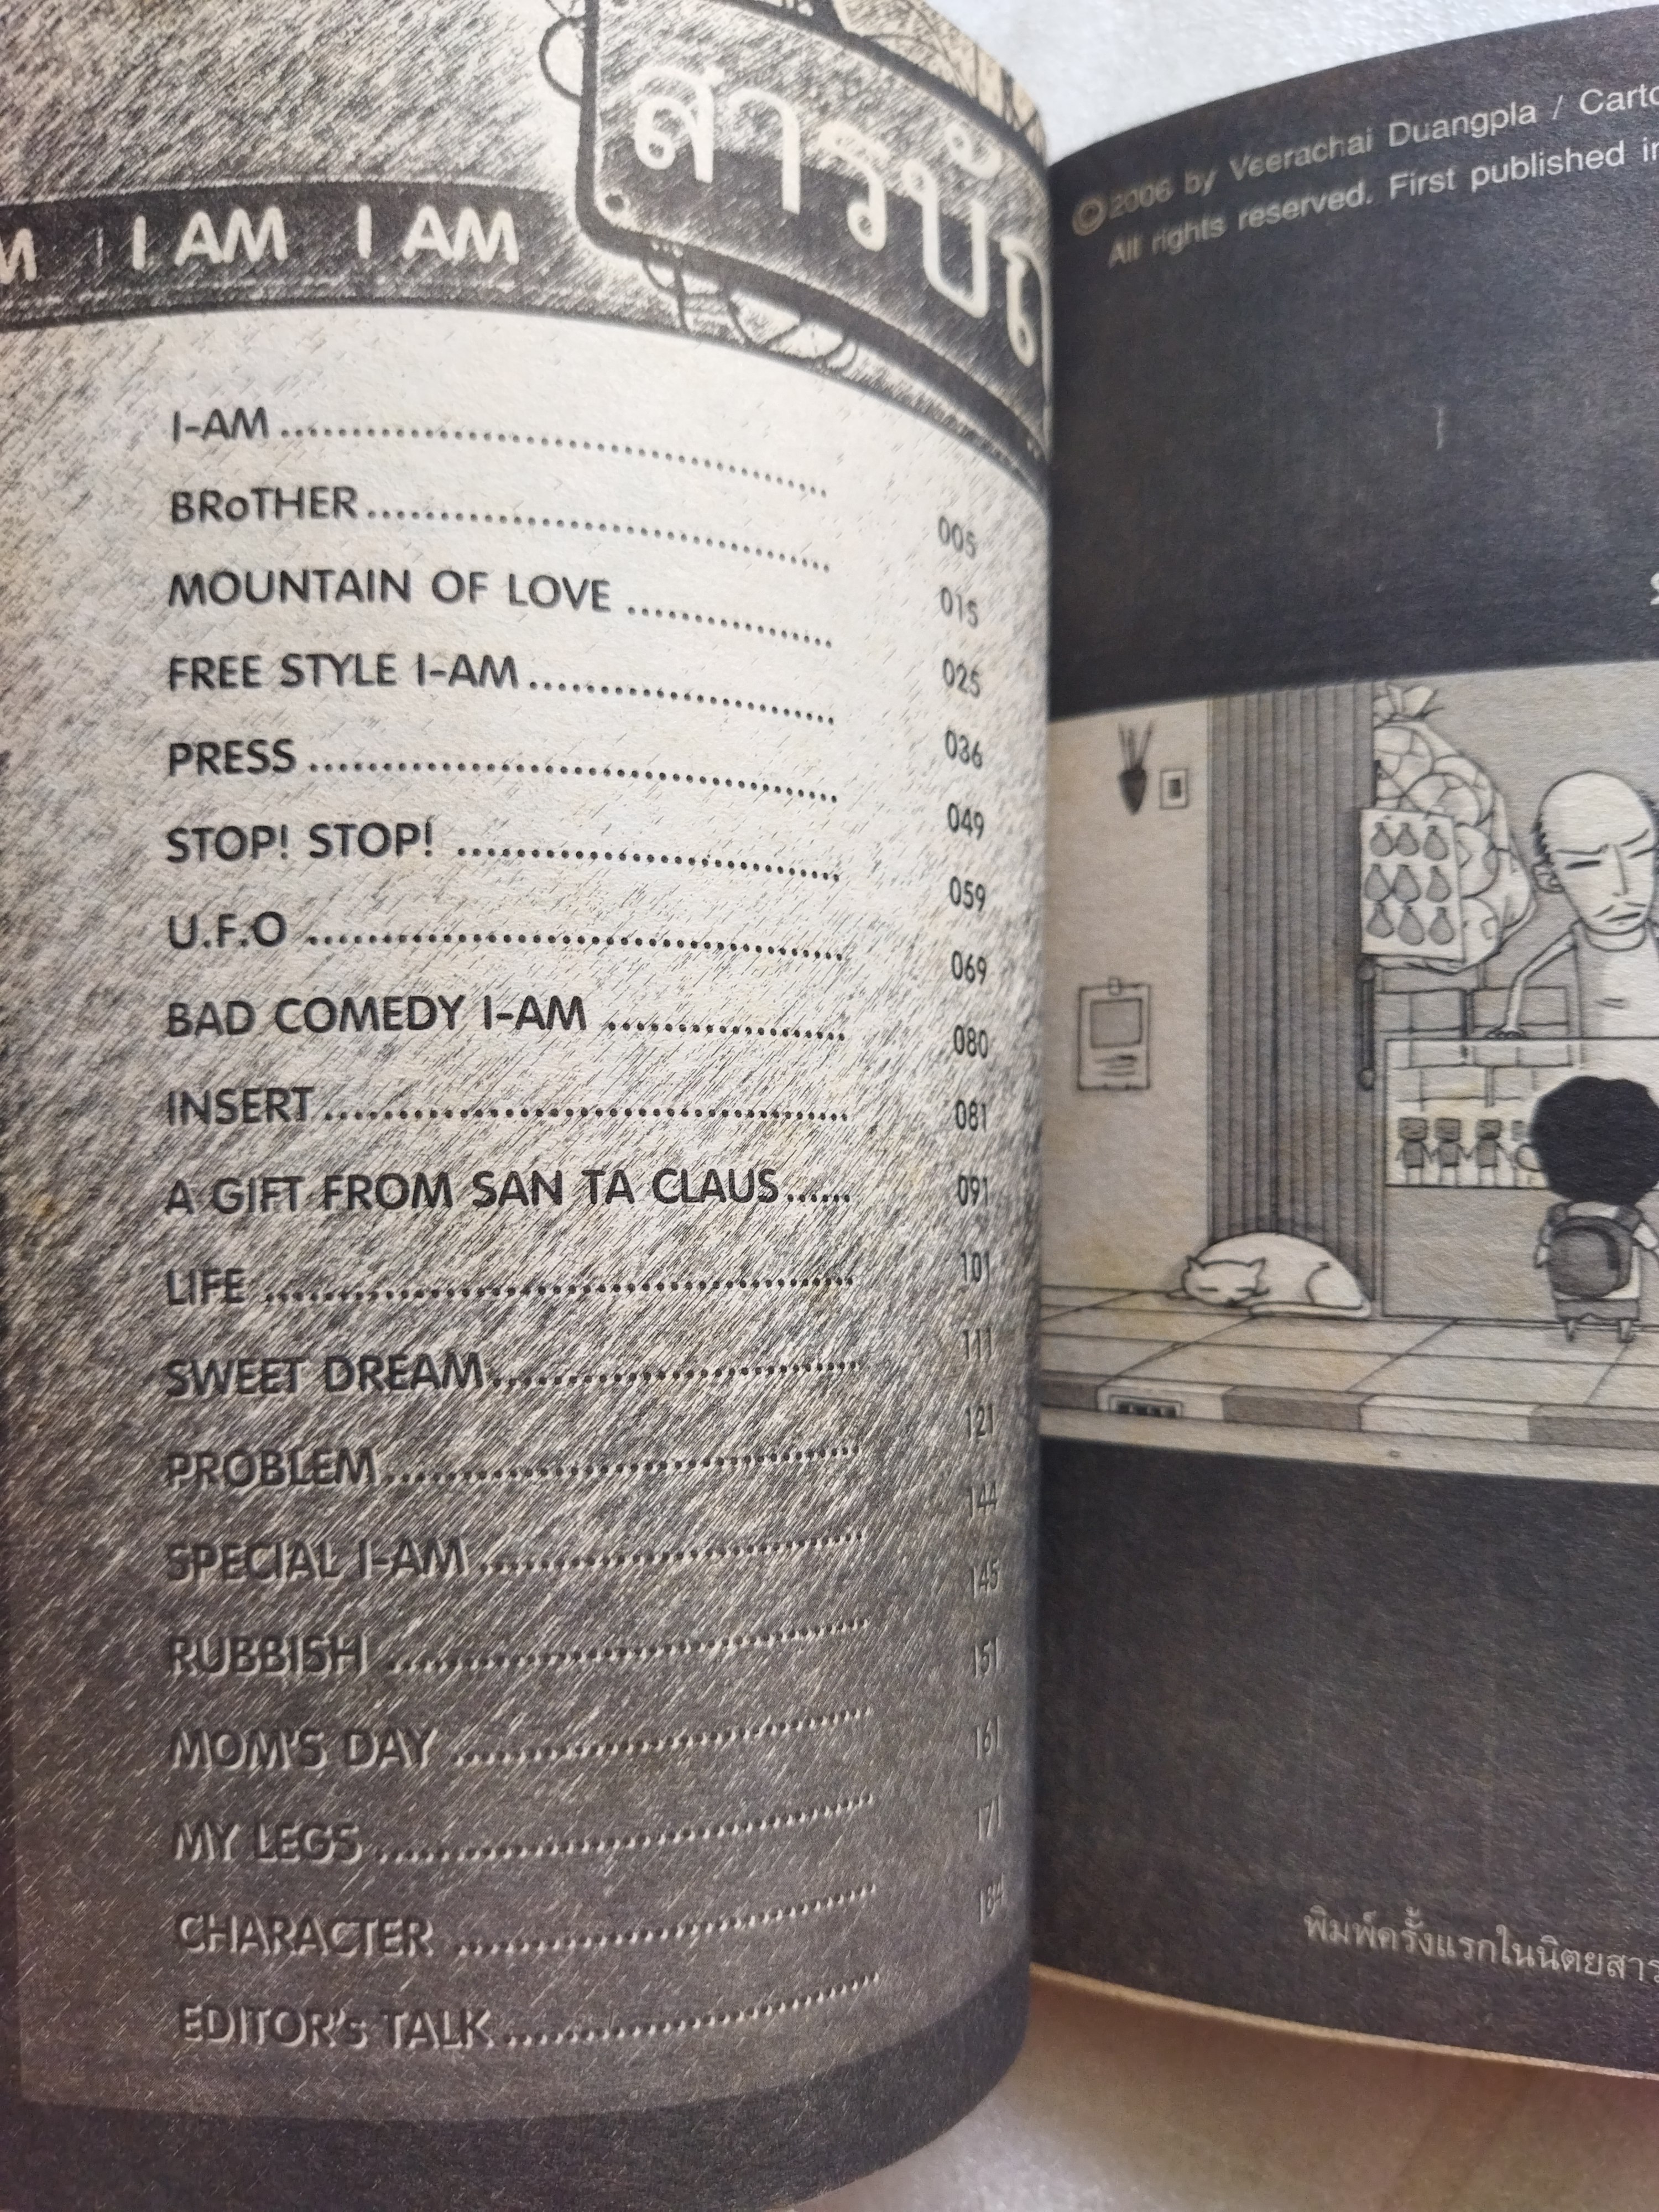 สารบัญ
I AM I AM
I-AM .......... 005
BRoTHER .......... 015
MOUNTAIN OF LOVE .......... 025
FREE STYLE I-AM .......... 036
PRESS .......... 049
STOP! STOP! .......... 059
U.F.O .......... 069
BAD COMEDY I-AM .......... 080
INSERT .......... 081
A GIFT FROM SAN TA CLAUS ...... 091
LIFE .......... 101
SWEET DREAM .......... 111
PROBLEM .......... 121
SPECIAL I-AM .......... 144
RUBBISH .......... 145
MOM'S DAY .......... 151
MY LEGS .......... 161
CHARACTER .......... 171
EDITOR's TALK .......... 184
©2006 by Veerachai Duangpla / Carto
All rights reserved. First published in
พิมพ์ครั้งแรกในนิตยสาร